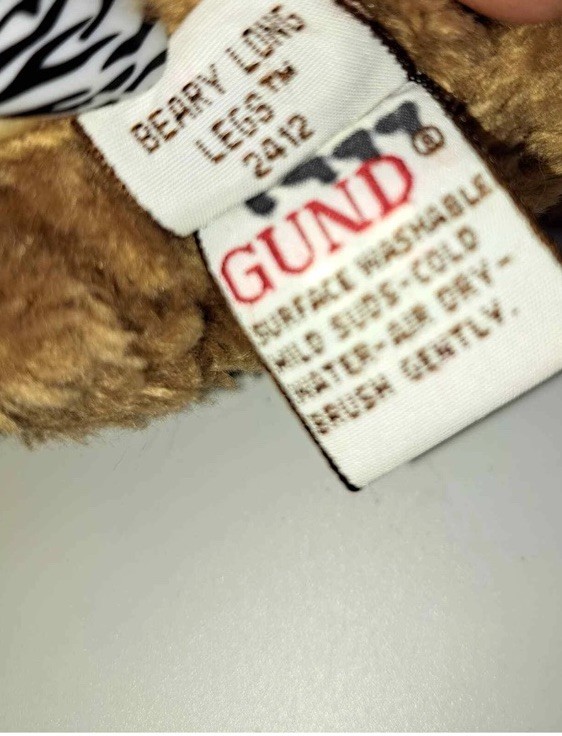 BEARY LONG
LEGS™
2412
GUND®
SURFACE WASHABLE
MILD SUDS-COLD
WATER-AIR DRY-
BRUSH GENTLY.